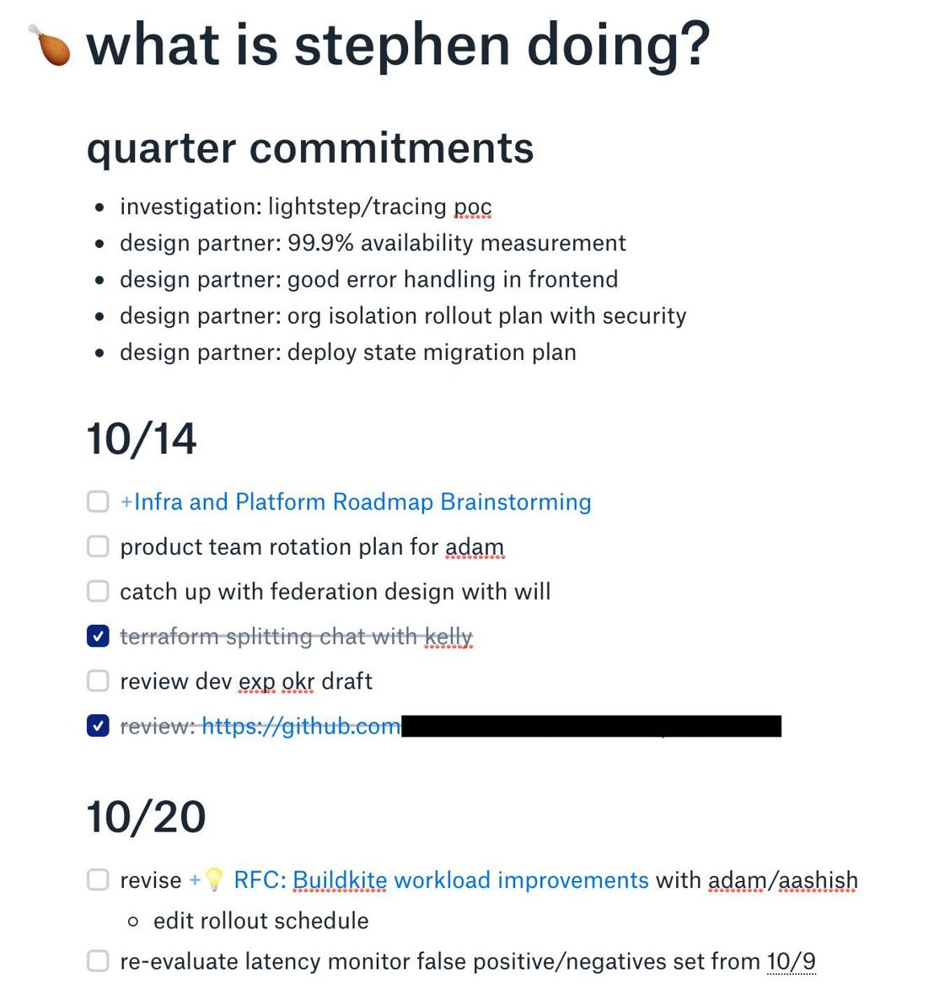 🍗 what is stephen doing?
quarter commitments
• investigation: lightstep/tracing poc
• design partner: 99.9% availability measurement
• design partner: good error handling in frontend
• design partner: org isolation rollout plan with security
• design partner: deploy state migration plan
10/14
+Infra and Platform Roadmap Brainstorming
product team rotation plan for adam
catch up with federation design with will
terraform splitting chat with kelly
review dev exp okr draft
review: https://github.com
10/20
revise +💡 RFC: Buildkite workload improvements with adam/aashish
edit rollout schedule
re-evaluate latency monitor false positive/negatives set from 10/9